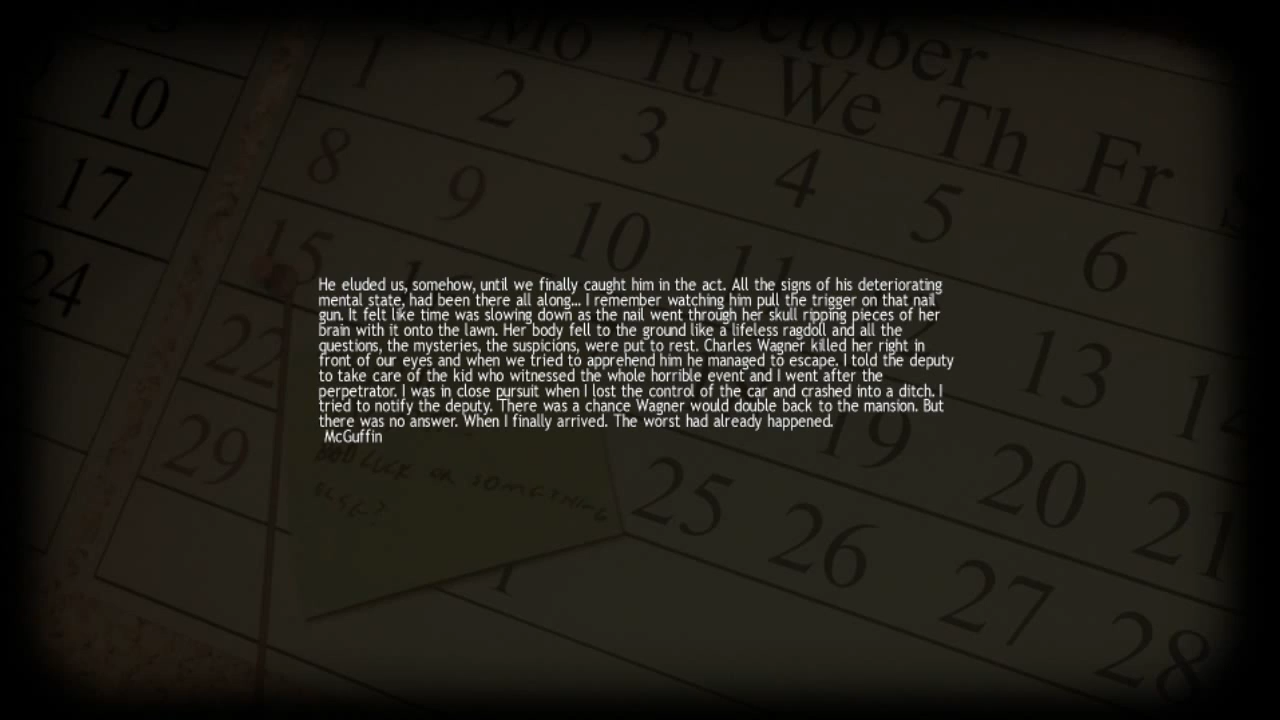 October
Mo Tu We Th Fr
1 2 3 4 5 6
8 9 10 11 13
15 19 20 21
22 25 26 27 28
29
10
17
24
1
He eluded us, somehow, until we finally caught him in the act. All the signs of his deteriorating
mental state, had been there all along... I remember watching him pull the trigger on that nail
gun. It felt like time was slowing down as the nail went through her skull ripping pieces of her
brain with it onto the lawn. Her body fell to the ground like a lifeless ragdoll and all the
questions, the mysteries, the suspicions, were put to rest. Charles Wagner killed her right in
front of our eyes and when we tried to apprehend him he managed to escape. I told the deputy
to take care of the kid who witnessed the whole horrible event and I went after the
perpetrator. I was in close pursuit when I lost the control of the car and crashed into a ditch. I
tried to notify the deputy. There was a chance Wagner would double back to the mansion. But
there was no answer. When I finally arrived. The worst had already happened.
McGuffin
LUCK OR SOMETHING
ELSE?